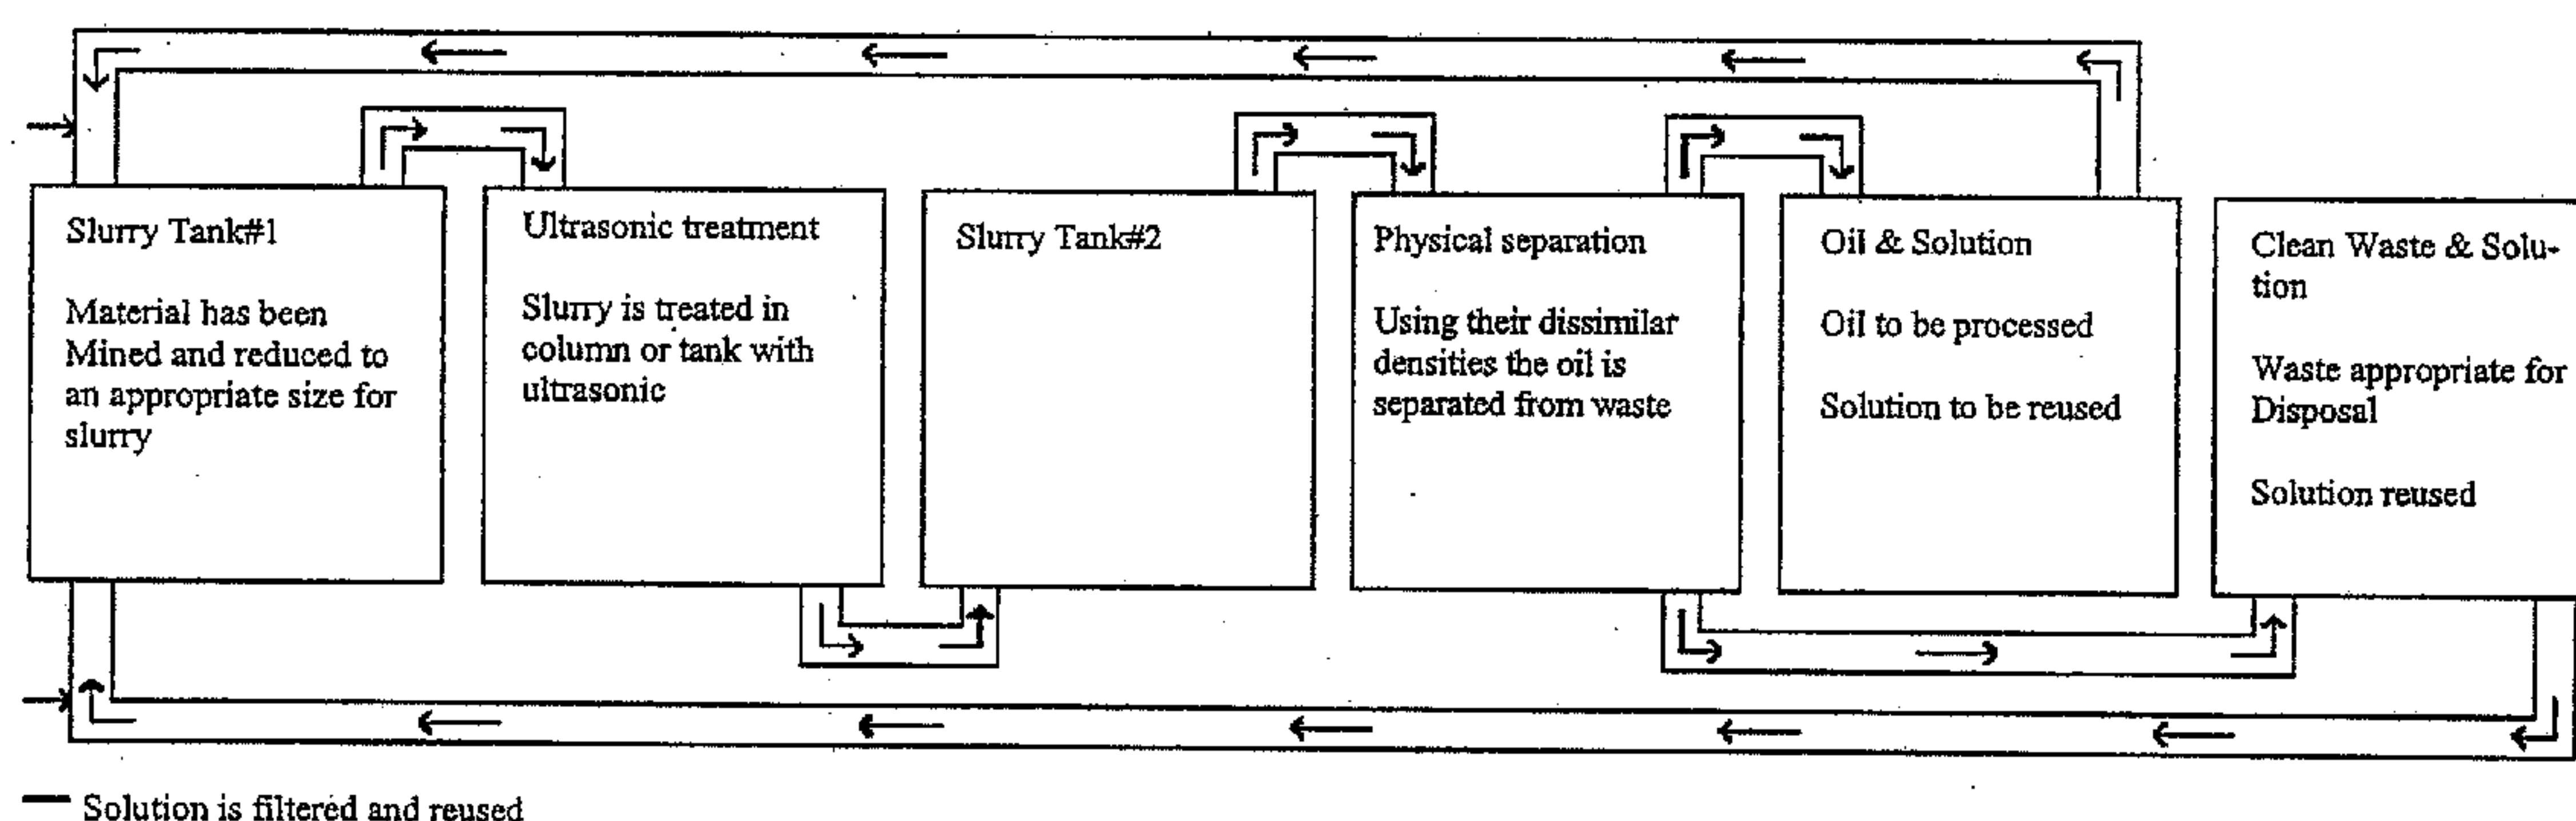 Slurry Tank#1
Material has been
Mined and reduced to
an appropriate size for
slurry
Ultrasonic treatment
Slurry is treated in
column or tank with
ultrasonic
Slurry Tank#2
Physical separation
Using their dissimilar
densities the oil is
separated from waste
Oil & Solution
Oil to be processed
Solution to be reused
Clean Waste & Solu-
tion
Waste appropriate for
Disposal
Solution reused
Solution is filtered and reused